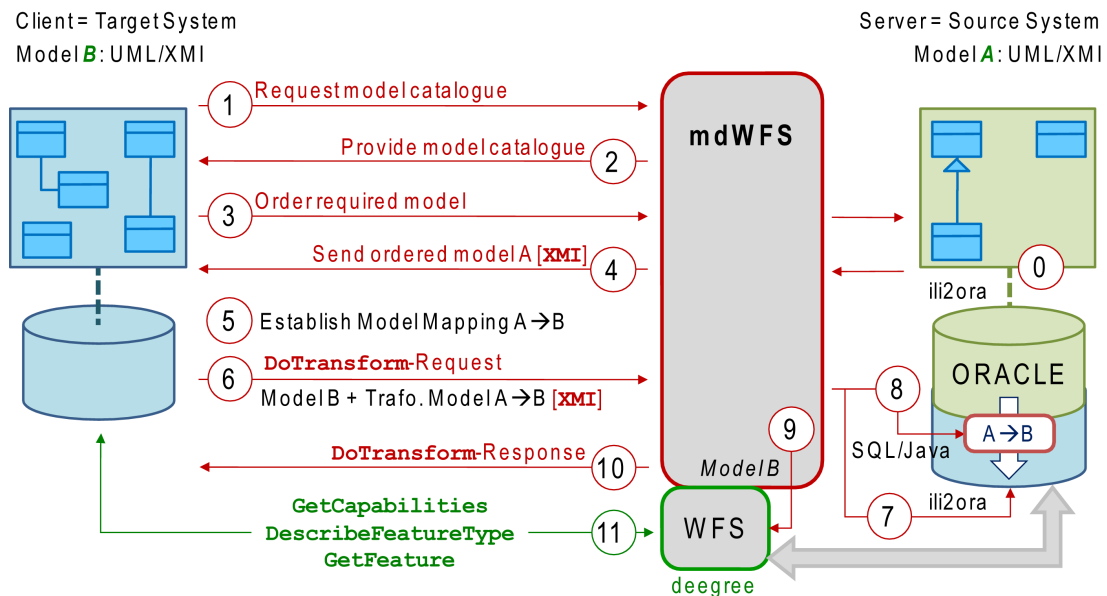 Client = Target System
Model B: UML/XMI
Server = Source System
Model A: UML/XMI
1 Request model catalogue
mdWFS
Provide model catalogue 2
3 Order required model
Send ordered model A [XMI] 4
0
ili2ora
5 Establish Model Mapping A→B
6 DoTransform-Request
Model B + Trafo. Model A→B [XMI]
ORACLE
8
A→B
9
SQL/Java
DoTransform-Response 10
Model B
ili2ora
7
GetCapabilities
DescribeFeatureType 11
GetFeature
WFS
deegree